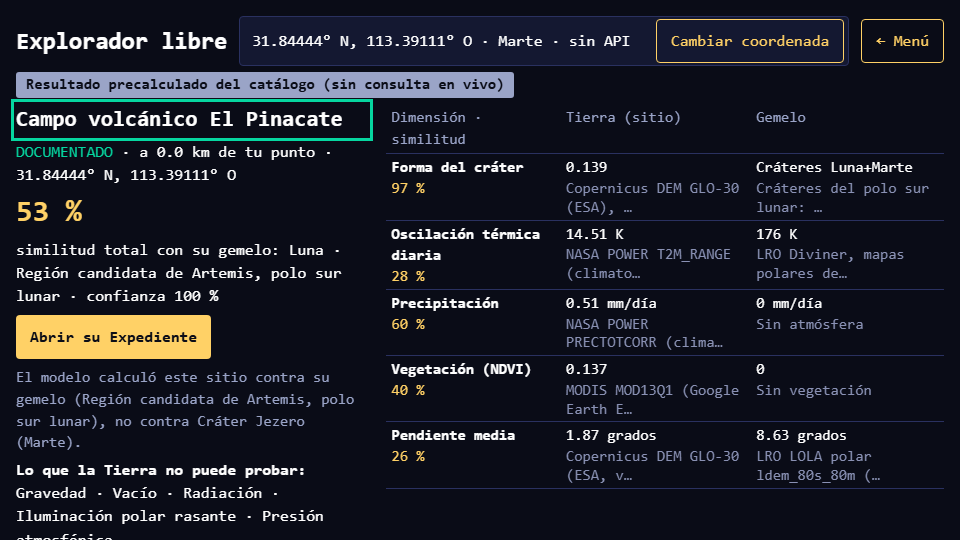 Explorador libre
31.84444° N, 113.39111° O · Marte · sin API
Cambiar coordenada
← Menú
Resultado precalculado del catálogo (sin consulta en vivo)
Campo volcánico El Pinacate
DOCUMENTADO · a 0.0 km de tu punto ·
31.84444° N, 113.39111° O
53 %
similitud total con su gemelo: Luna ·
Región candidata de Artemis, polo sur
lunar · confianza 100 %
Abrir su Expediente
El modelo calculó este sitio contra su
gemelo (Región candidata de Artemis, polo
sur lunar), no contra Cráter Jezero
(Marte).
Lo que la Tierra no puede probar:
Gravedad · Vacío · Radiación ·
Iluminación polar rasante · Presión
atmosférica
Dimensión ·
similitud
Tierra (sitio)
Gemelo
Forma del cráter
97 %
0.139
Copernicus DEM GLO-30
(ESA), …
Cráteres Luna+Marte
Cráteres del polo sur
lunar: …
Oscilación térmica
diaria
28 %
14.51 K
NASA POWER T2M_RANGE
(climato…
176 K
LRO Diviner, mapas
polares de…
Precipitación
60 %
0.51 mm/día
NASA POWER
PRECTOTCORR (clima…
0 mm/día
Sin atmósfera
Vegetación (NDVI)
40 %
0.137
MODIS MOD13Q1 (Google
Earth E…
0
Sin vegetación
Pendiente media
26 %
1.87 grados
Copernicus DEM GLO-30
(ESA, v…
8.63 grados
LRO LOLA polar
ldem_80s_80m (…